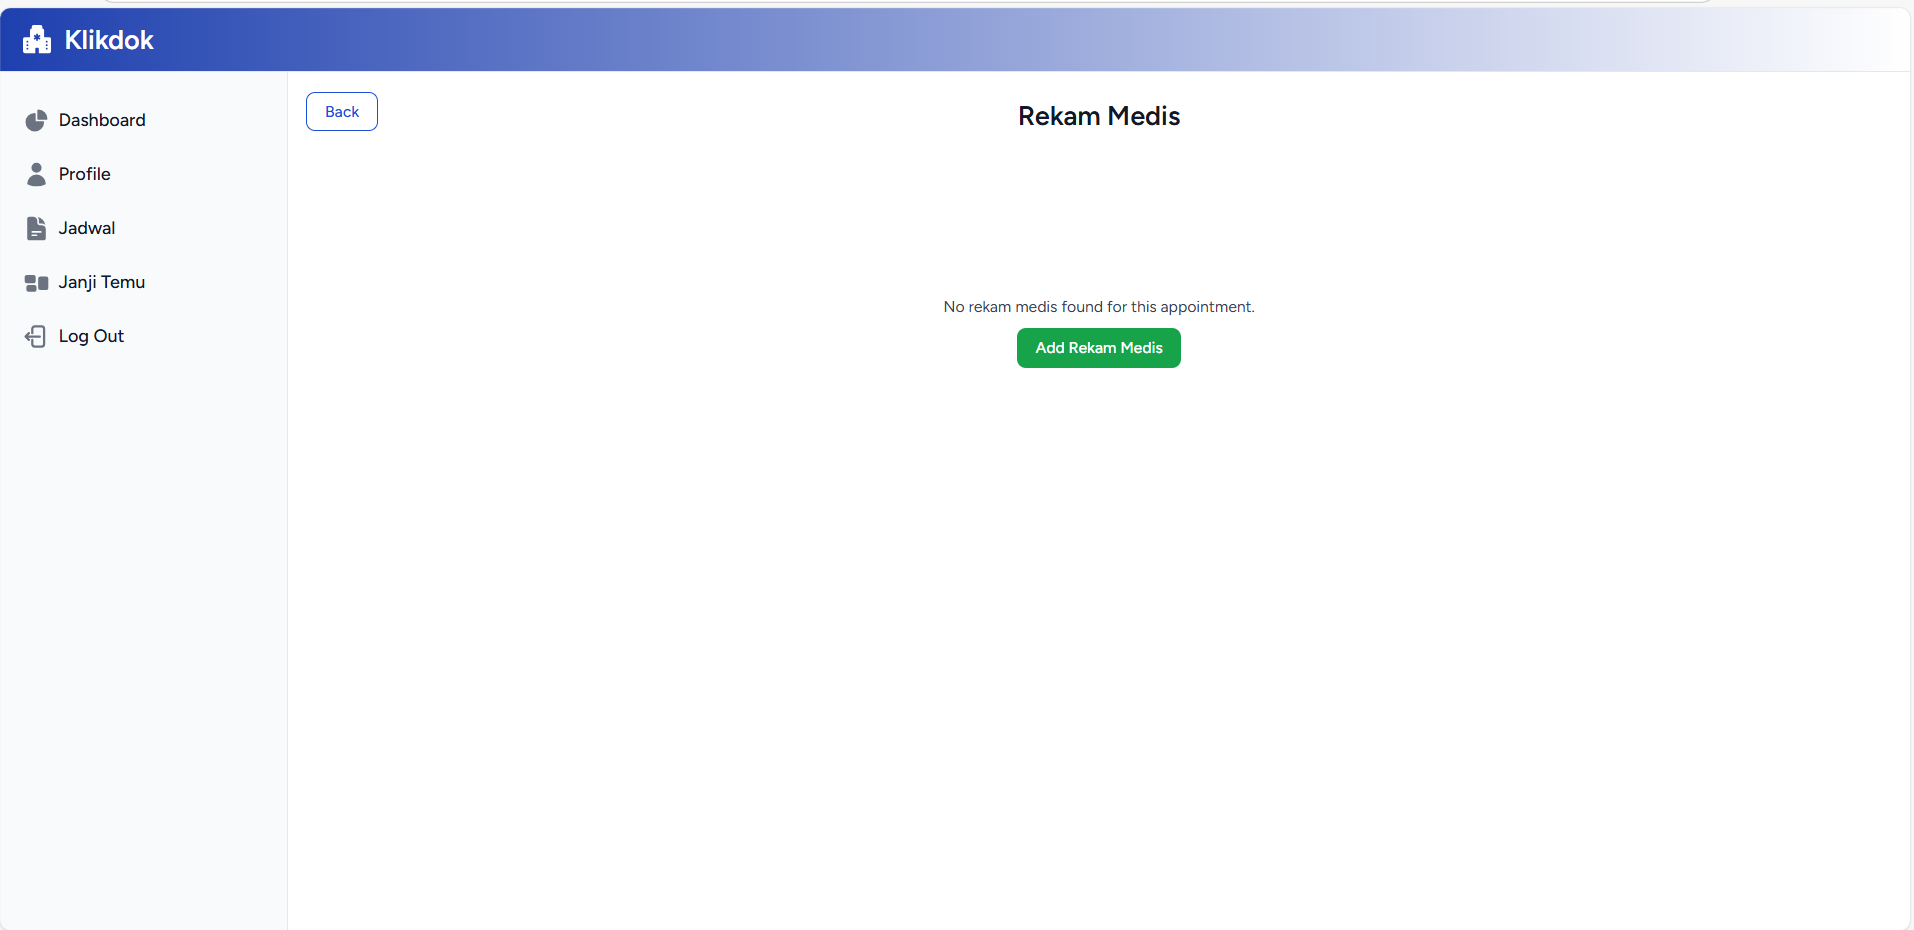 Klikdok
Dashboard
Profile
Jadwal
Janji Temu
Log Out
Back
Rekam Medis
No rekam medis found for this appointment.
Add Rekam Medis